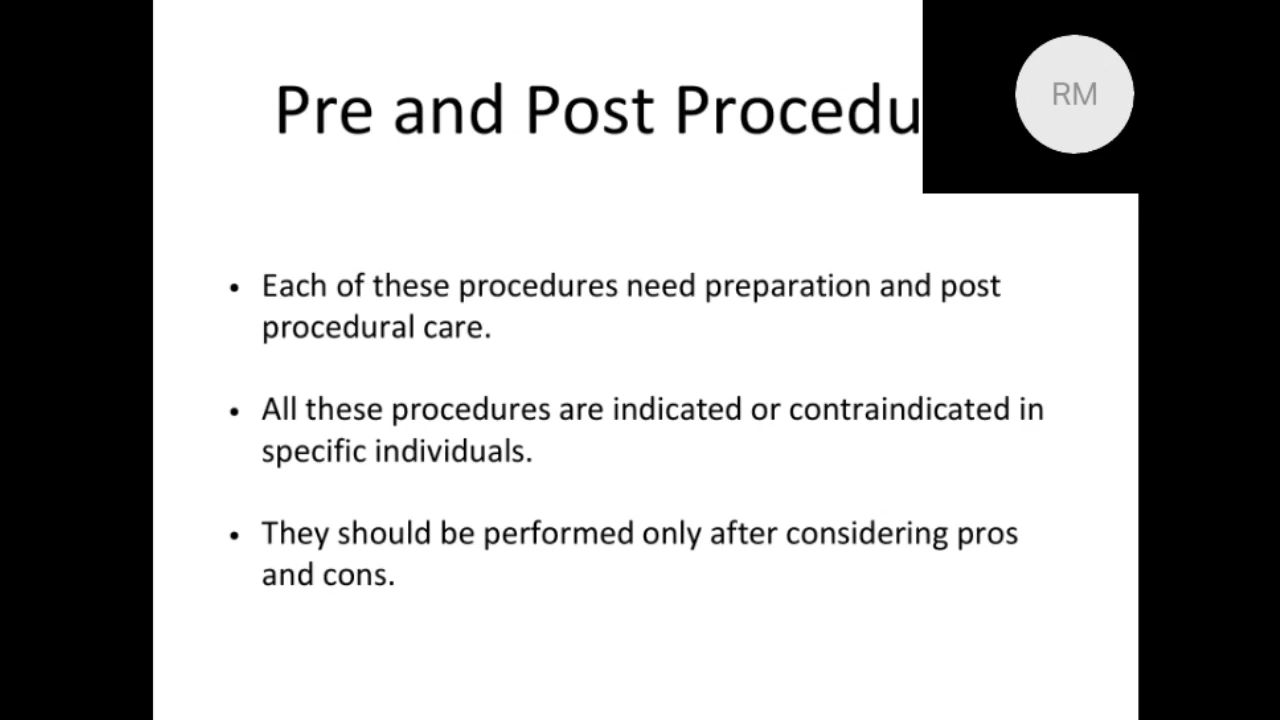 Pre and Post Procedu
RM
• Each of these procedures need preparation and post
procedural care.
• All these procedures are indicated or contraindicated in
specific individuals.
• They should be performed only after considering pros
and cons.